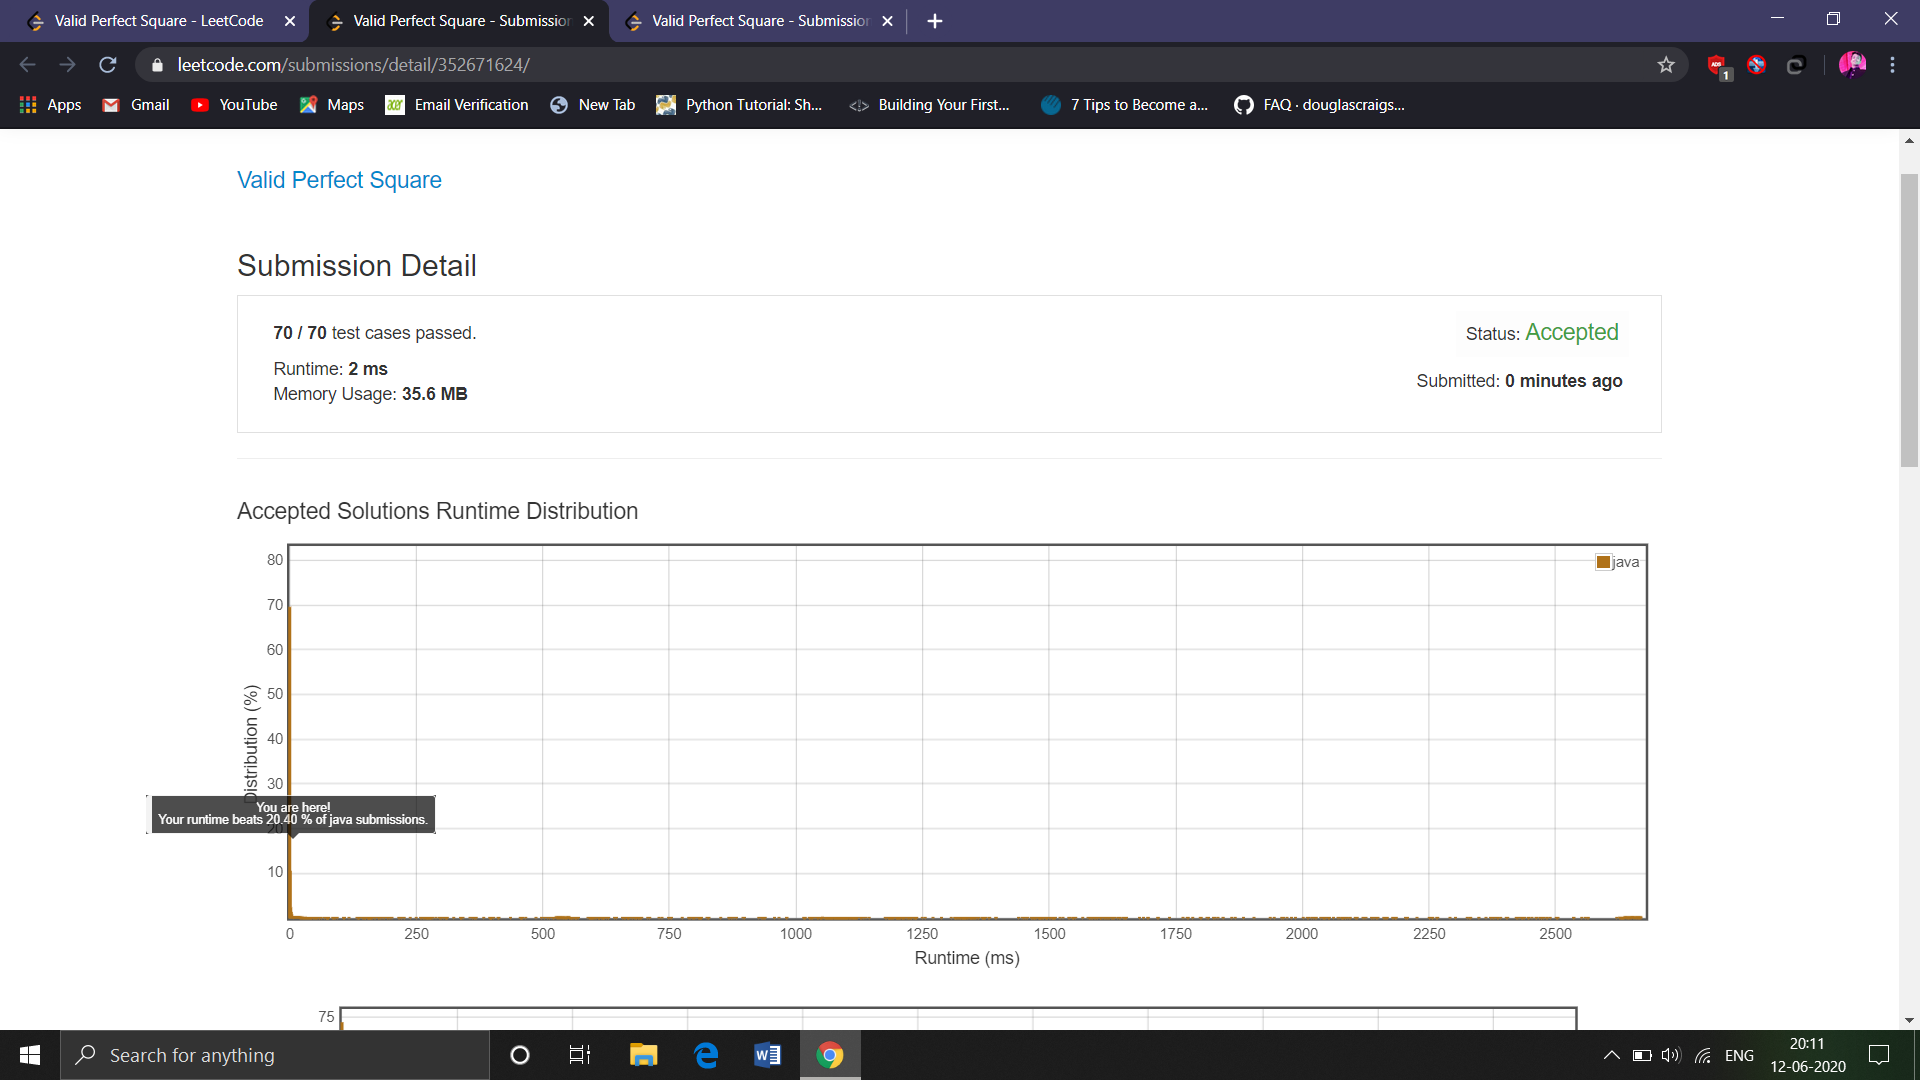 Valid Perfect Square - LeetCode
Valid Perfect Square - Submission
Valid Perfect Square - Submission
leetcode.com/submissions/detail/352671624/
ADS
1
Apps
Gmail
YouTube
Maps
acer
Email Verification
New Tab
Python Tutorial: Sh...
Building Your First...
7 Tips to Become a...
FAQ · douglascraigs...
Valid Perfect Square
Submission Detail
70 / 70 test cases passed.
Status: Accepted
Runtime: 2 ms
Submitted: 0 minutes ago
Memory Usage: 35.6 MB
Accepted Solutions Runtime Distribution
java
80
70
60
50
40
30
20
10
Distribution (%)
You are here!
Your runtime beats 20.40 % of java submissions.
0 250 500 750 1000 1250 1500 1750 2000 2250 2500
Runtime (ms)
75
Search for anything
ENG
20:11
12-06-2020